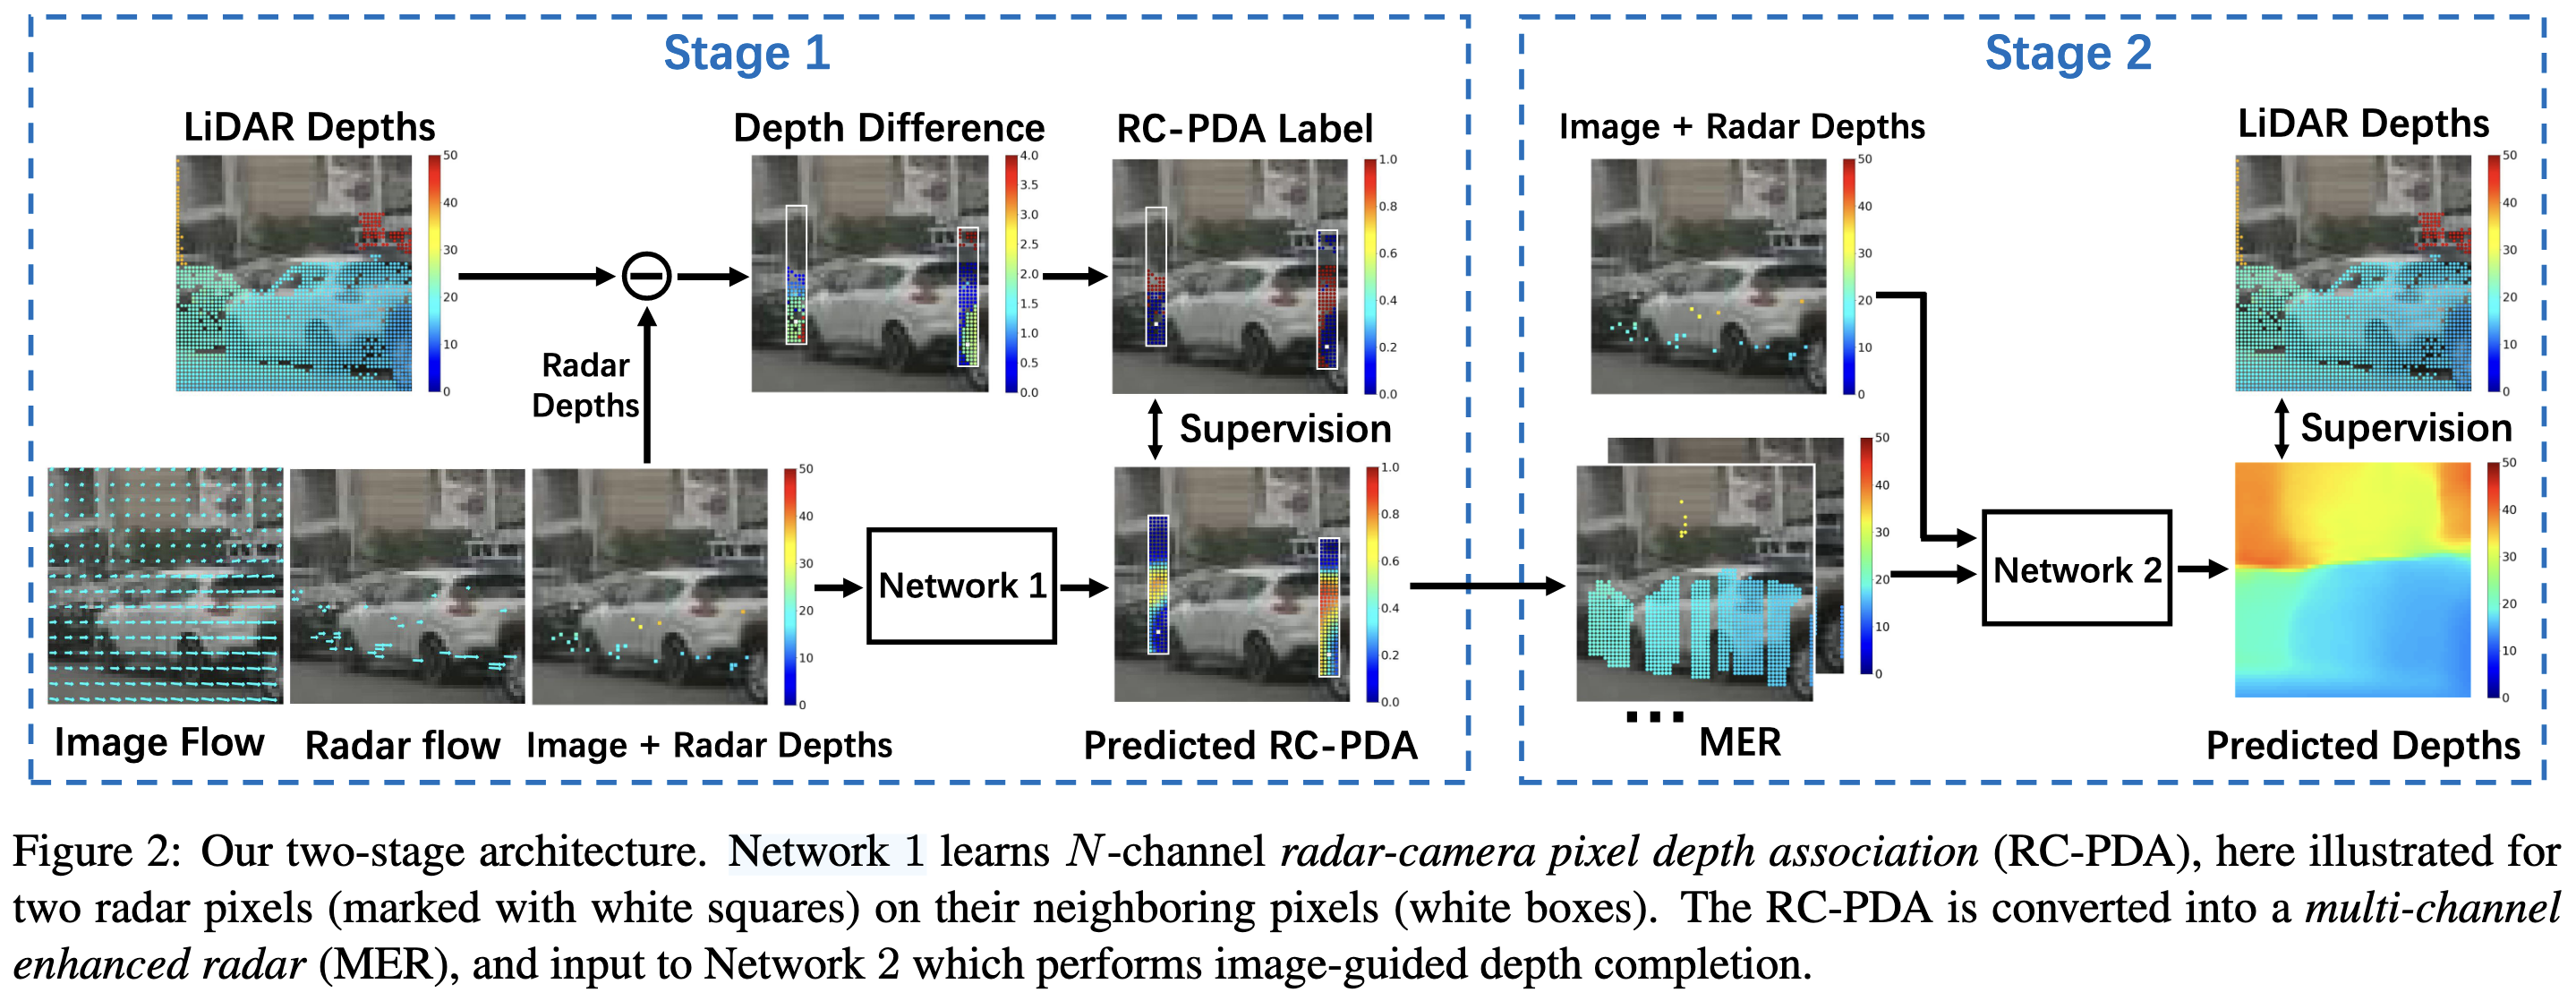 Stage 1
LiDAR Depths
50
40
30
20
10
0
Depth Difference
4.0
3.5
3.0
2.5
2.0
1.5
1.0
0.5
0.0
RC-PDA Label
1.0
0.8
0.6
0.4
0.2
0.0
Radar
Depths
Supervision
50
40
30
20
10
0
Network 1
1.0
0.8
0.6
0.4
0.2
0.0
Image Flow
Radar flow
Image + Radar Depths
Predicted RC-PDA
Stage 2
Image + Radar Depths
50
40
30
20
10
0
LiDAR Depths
50
40
30
20
10
0
Supervision
50
40
30
20
10
0
Network 2
50
40
30
20
10
0
...
MER
Predicted Depths
Figure 2: Our two-stage architecture. Network 1 learns N-channel radar-camera pixel depth association (RC-PDA), here illustrated for
two radar pixels (marked with white squares) on their neighboring pixels (white boxes). The RC-PDA is converted into a multi-channel
enhanced radar (MER), and input to Network 2 which performs image-guided depth completion.